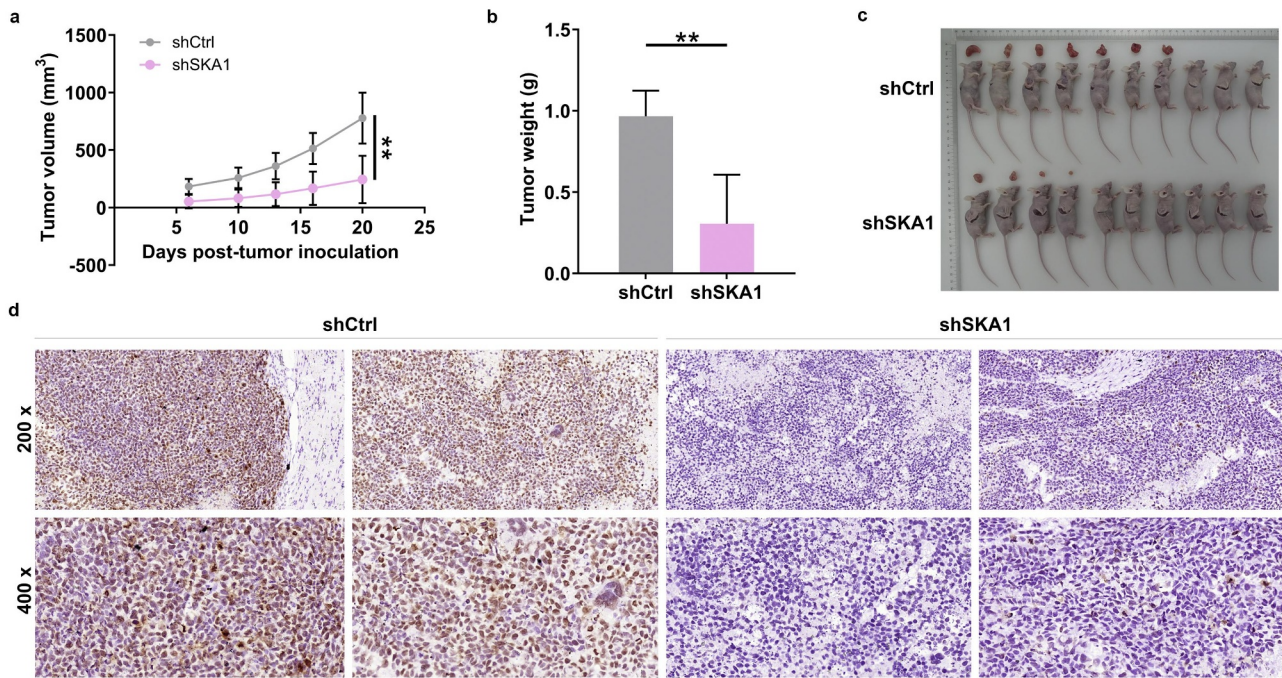 a
Tumor volume (mm³)
1500
1000
500
0
-500
shCtrl
shSKA1
**
5
10
15
20
25
Days post-tumor inoculation
b
Tumor weight (g)
1.5
1.0
0.5
0.0
**
shCtrl
shSKA1
c
shCtrl
shSKA1
d
shCtrl
shSKA1
200 x
400 x